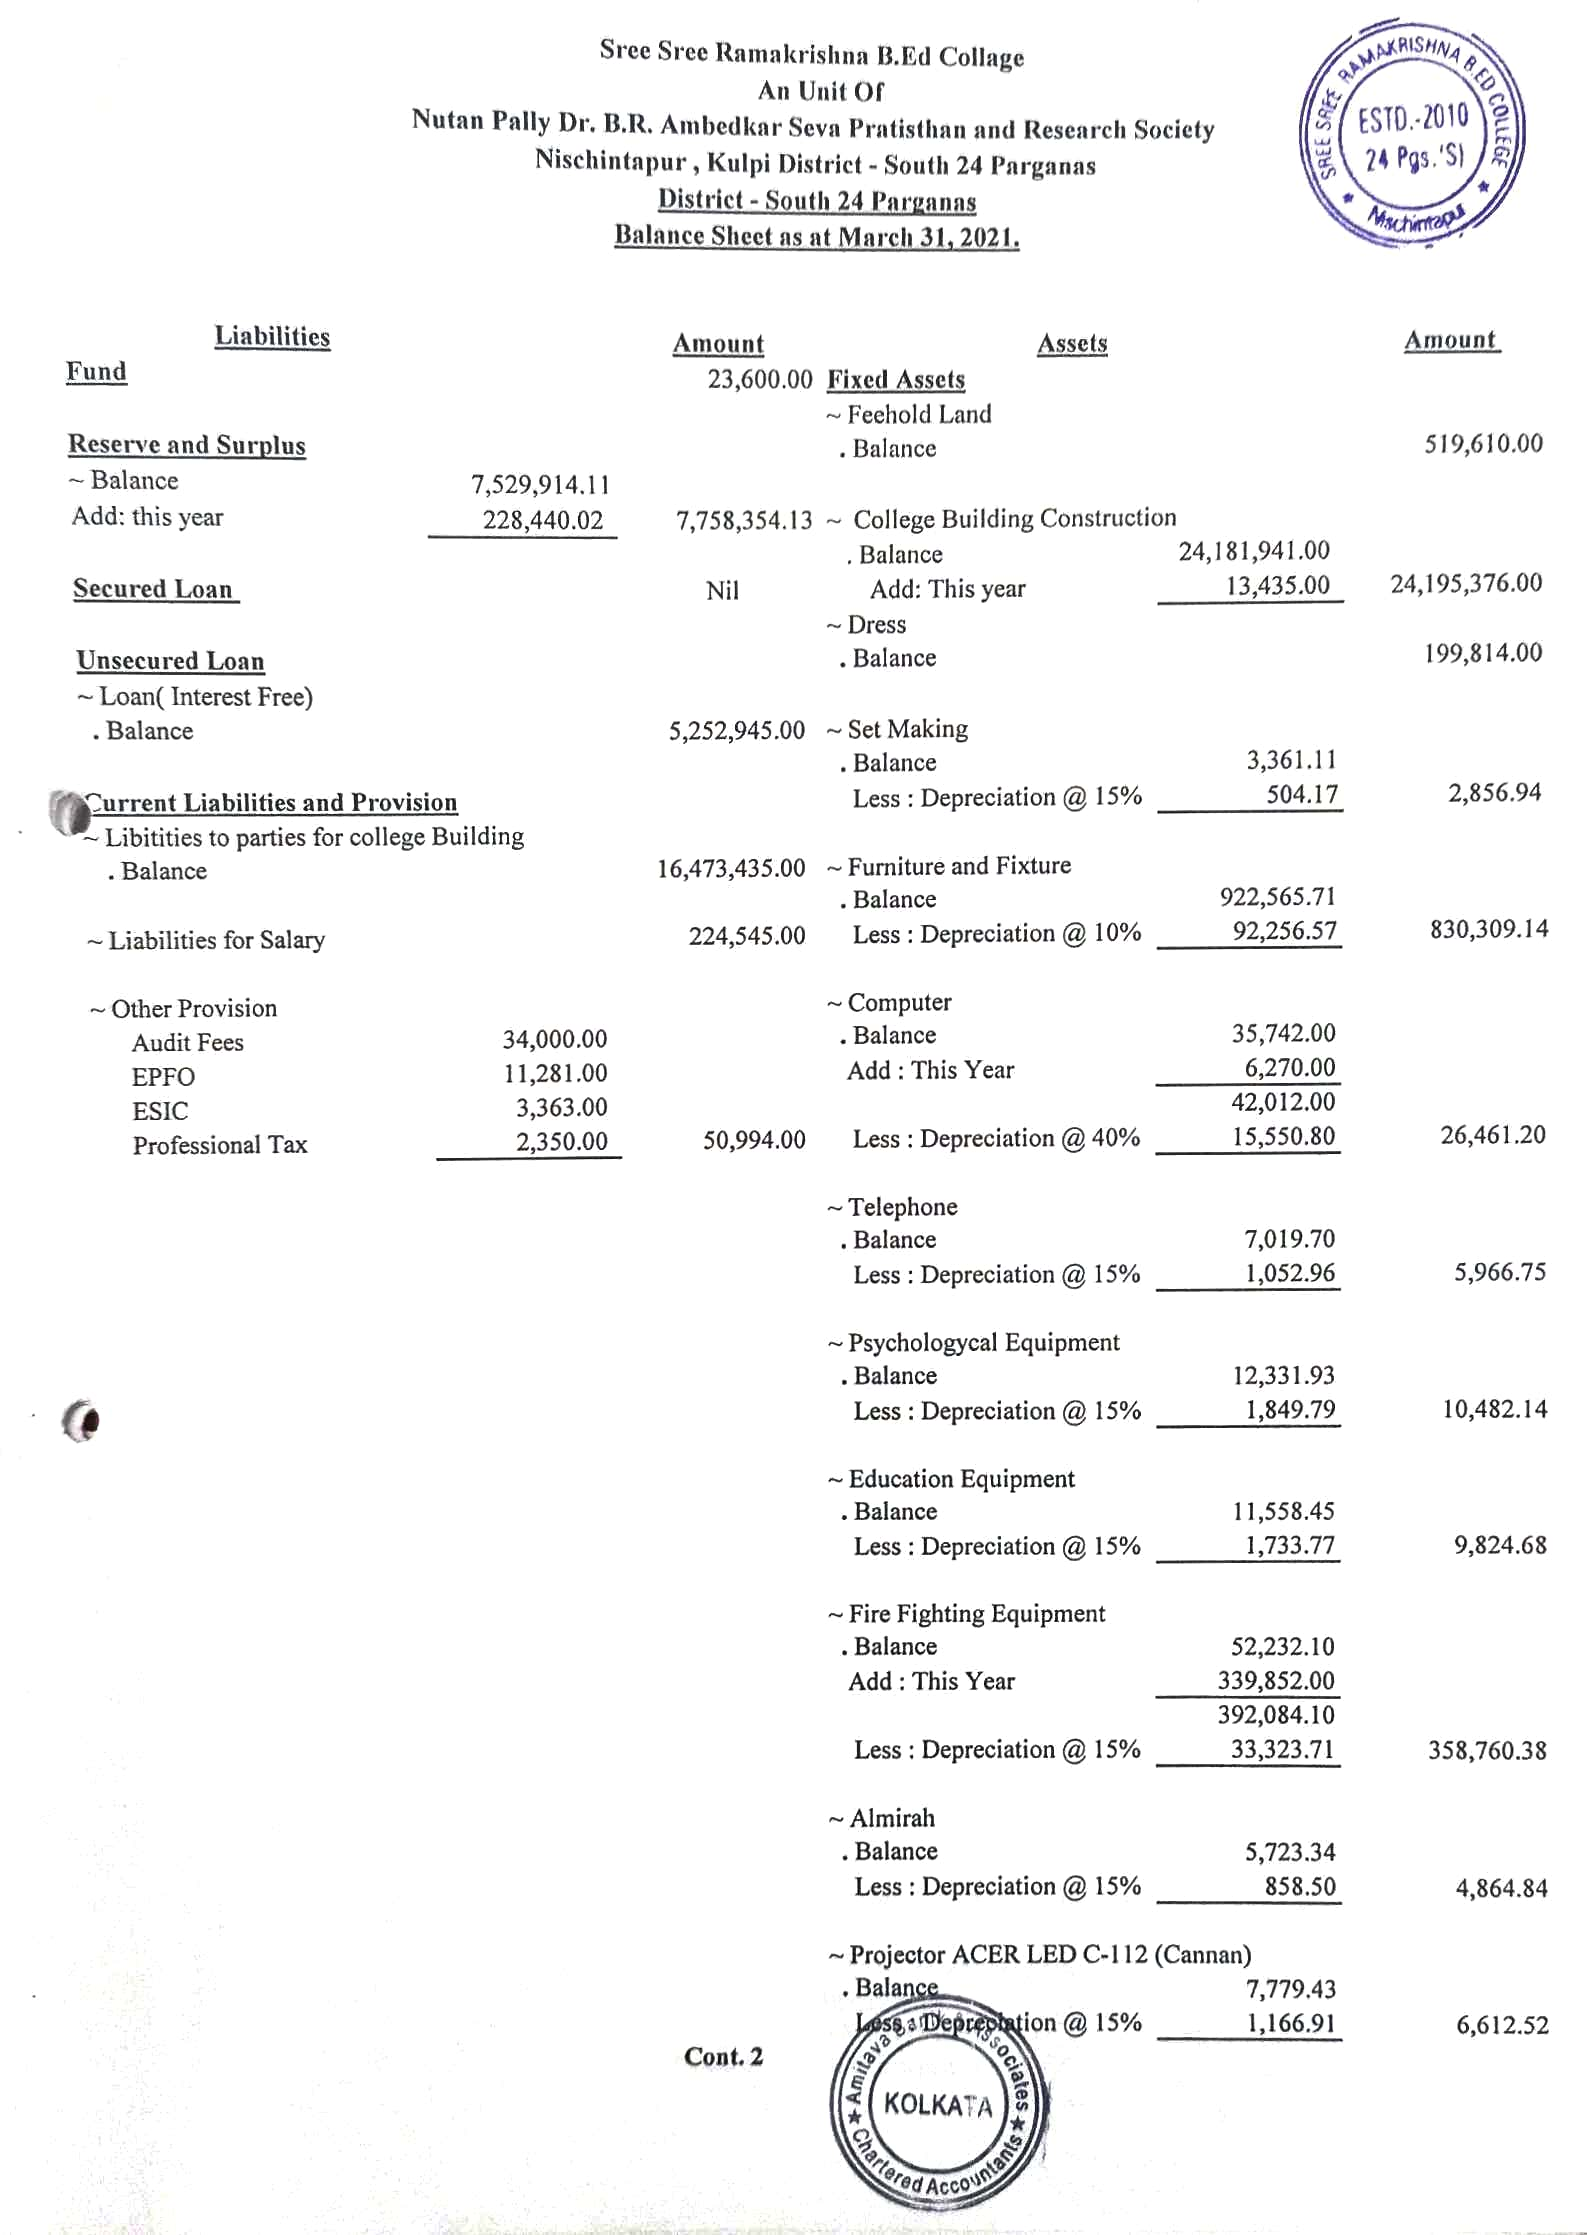 Sree Sree Ramakrishna B.Ed Collage
An Unit Of
Nutan Pally Dr. B.R. Ambedkar Seva Pratisthan and Research Society
Nischintapur , Kulpi District - South 24 Parganas
District - South 24 Parganas
Balance Sheet as at March 31, 2021.
SREE SREE RAMAKRISHNA B.ED COLLEGE
ESTD.-2010
24 Pgs.'S)
★ Nischintapur ★
Liabilities Amount Assets Amount
Fund 23,600.00 Fixed Assets
~ Feehold Land
. Balance 519,610.00
Reserve and Surplus
~ Balance 7,529,914.11
Add: this year 228,440.02 7,758,354.13 ~ College Building Construction
. Balance 24,181,941.00
Secured Loan Nil Add: This year 13,435.00 24,195,376.00
~ Dress
Unsecured Loan . Balance 199,814.00
~ Loan( Interest Free)
. Balance 5,252,945.00 ~ Set Making
. Balance 3,361.11
Current Liabilities and Provision Less : Depreciation @ 15% 504.17 2,856.94
~ Libitities to parties for college Building
. Balance 16,473,435.00 ~ Furniture and Fixture
. Balance 922,565.71
~ Liabilities for Salary 224,545.00 Less : Depreciation @ 10% 92,256.57 830,309.14
~ Other Provision ~ Computer
Audit Fees 34,000.00 . Balance 35,742.00
EPFO 11,281.00 Add : This Year 6,270.00
ESIC 3,363.00 42,012.00
Professional Tax 2,350.00 50,994.00 Less : Depreciation @ 40% 15,550.80 26,461.20
~ Telephone
. Balance 7,019.70
Less : Depreciation @ 15% 1,052.96 5,966.75
~ Psychologycal Equipment
. Balance 12,331.93
Less : Depreciation @ 15% 1,849.79 10,482.14
~ Education Equipment
. Balance 11,558.45
Less : Depreciation @ 15% 1,733.77 9,824.68
~ Fire Fighting Equipment
. Balance 52,232.10
Add : This Year 339,852.00
392,084.10
Less : Depreciation @ 15% 33,323.71 358,760.38
~ Almirah
. Balance 5,723.34
Less : Depreciation @ 15% 858.50 4,864.84
~ Projector ACER LED C-112 (Cannan)
. Balance 7,779.43
Less : Depreciation @ 15% 1,166.91 6,612.52
Cont. 2
Amitava Associates
KOLKATA
★ Chartered Accountants ★